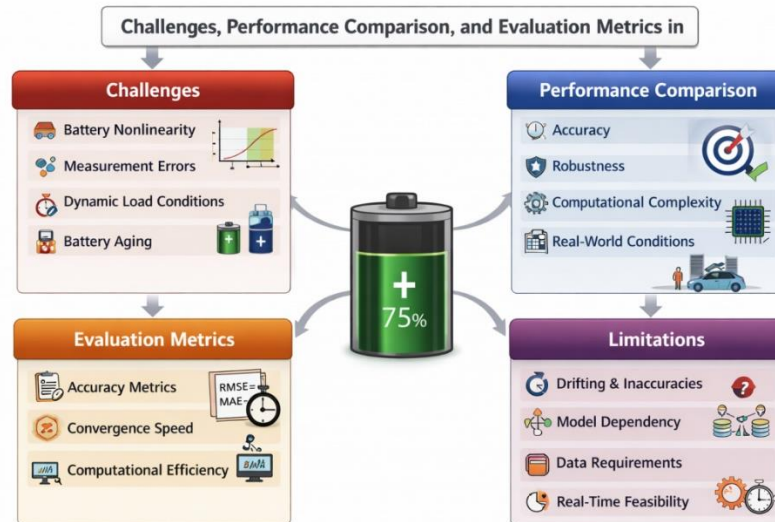 Challenges, Performance Comparison, and Evaluation Metrics in
Challenges
Battery Nonlinearity
Measurement Errors
Dynamic Load Conditions
Battery Aging
Performance Comparison
Accuracy
Robustness
Computational Complexity
Real-World Conditions
+
75%
Evaluation Metrics
Accuracy Metrics
RMSE=
MAE-
Convergence Speed
Computational Efficiency
Limitations
Drifting & Inaccuracies
?
Model Dependency
Data Requirements
Real-Time Feasibility